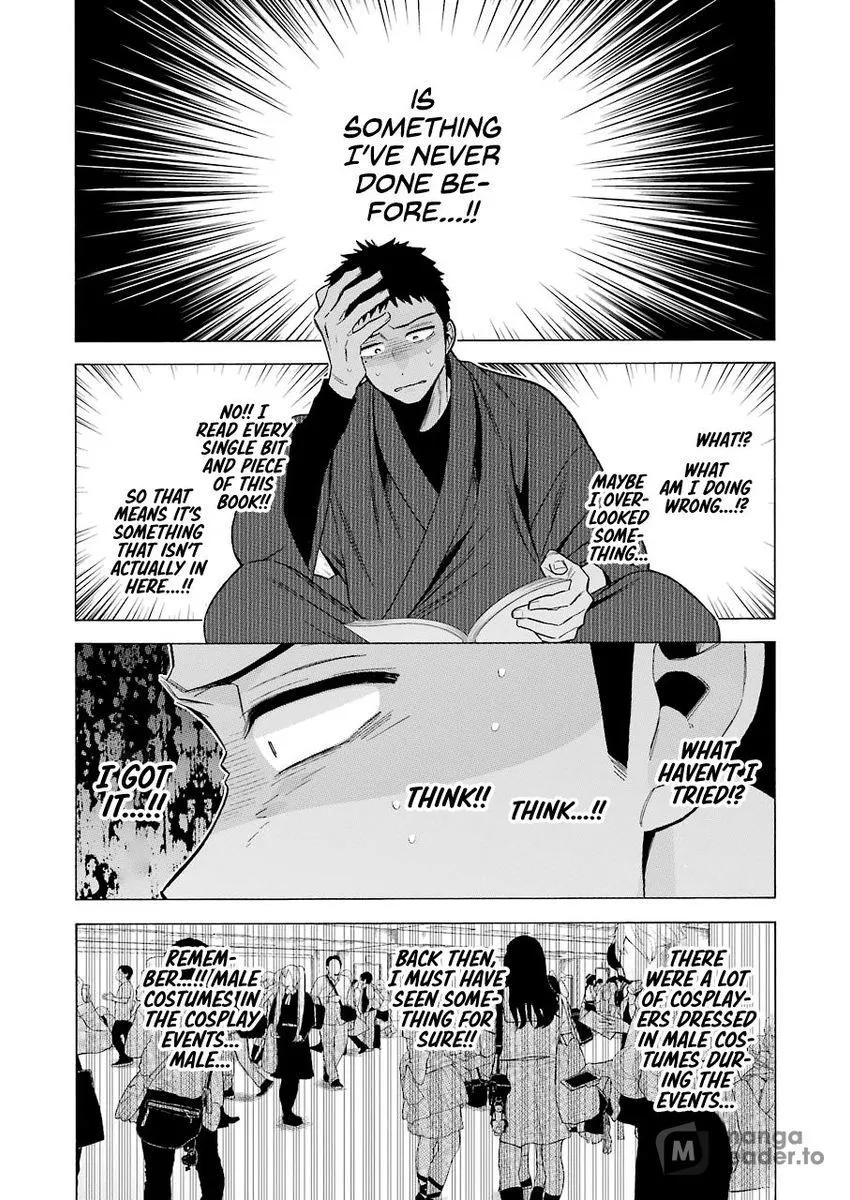 IS
SOMETHING
I'VE NEVER
DONE BE-
FORE...!!
WHAT!?
WHAT
AM I DOING
WRONG...!?
MAYBE
I OVER-
LOOKED
SOME-
THING...
NO!! I
READ EVERY
SINGLE BIT
AND PIECE
OF THIS
BOOK!!
SO THAT
MEANS IT'S
SOMETHING
THAT ISN'T
ACTUALLY IN
HERE...!!
WHAT
HAVEN'T I
TRIED!?
THINK...!!
THINK!!
I GOT
IT...!!
THERE
WERE A LOT
OF COSPLAY-
ERS DRESSED
IN MALE COS-
TUMES DUR-
ING THE
EVENTS...
BACK THEN,
I MUST HAVE
SEEN SOME-
THING FOR
SURE!!
REMEM-
BER...!! MALE
COSTUMES IN
THE COSPLAY
EVENTS...
MALE...
M manga
reader.to